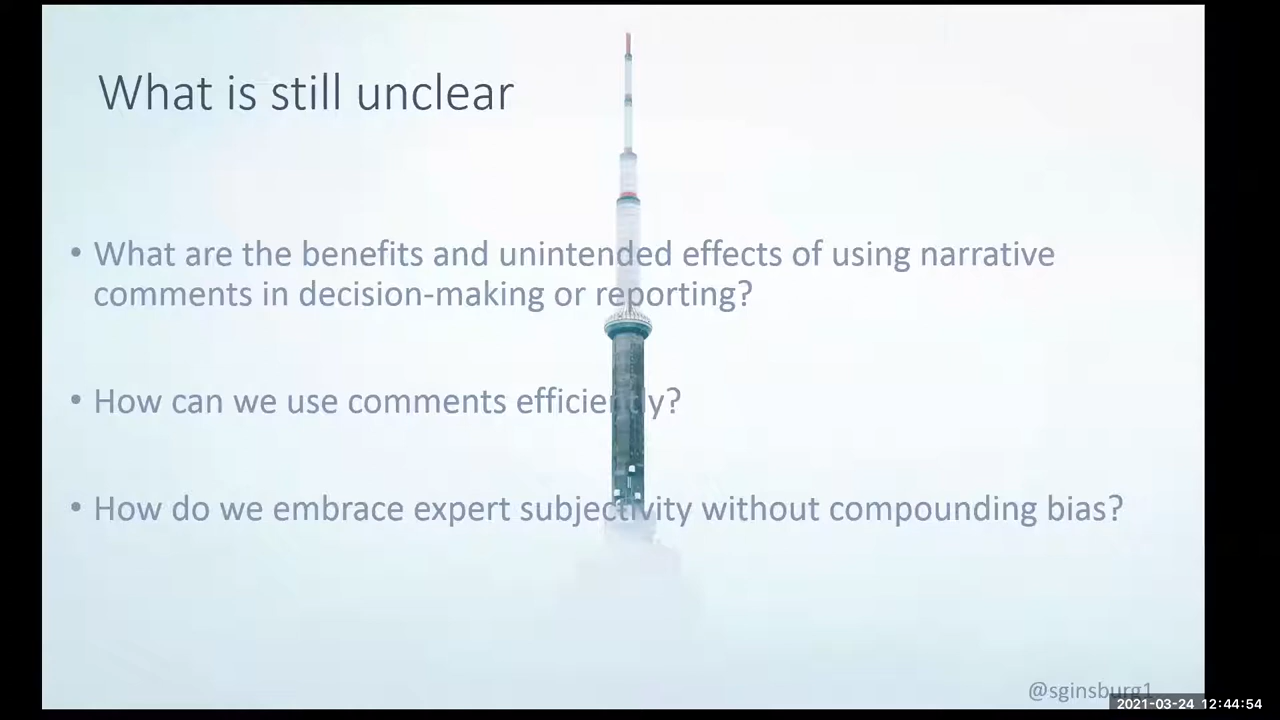 What is still unclear
• What are the benefits and unintended effects of using narrative
comments in decision-making or reporting?
• How can we use comments efficiently?
• How do we embrace expert subjectivity without compounding bias?
@sginsburg1
2021-03-24 12:44:54